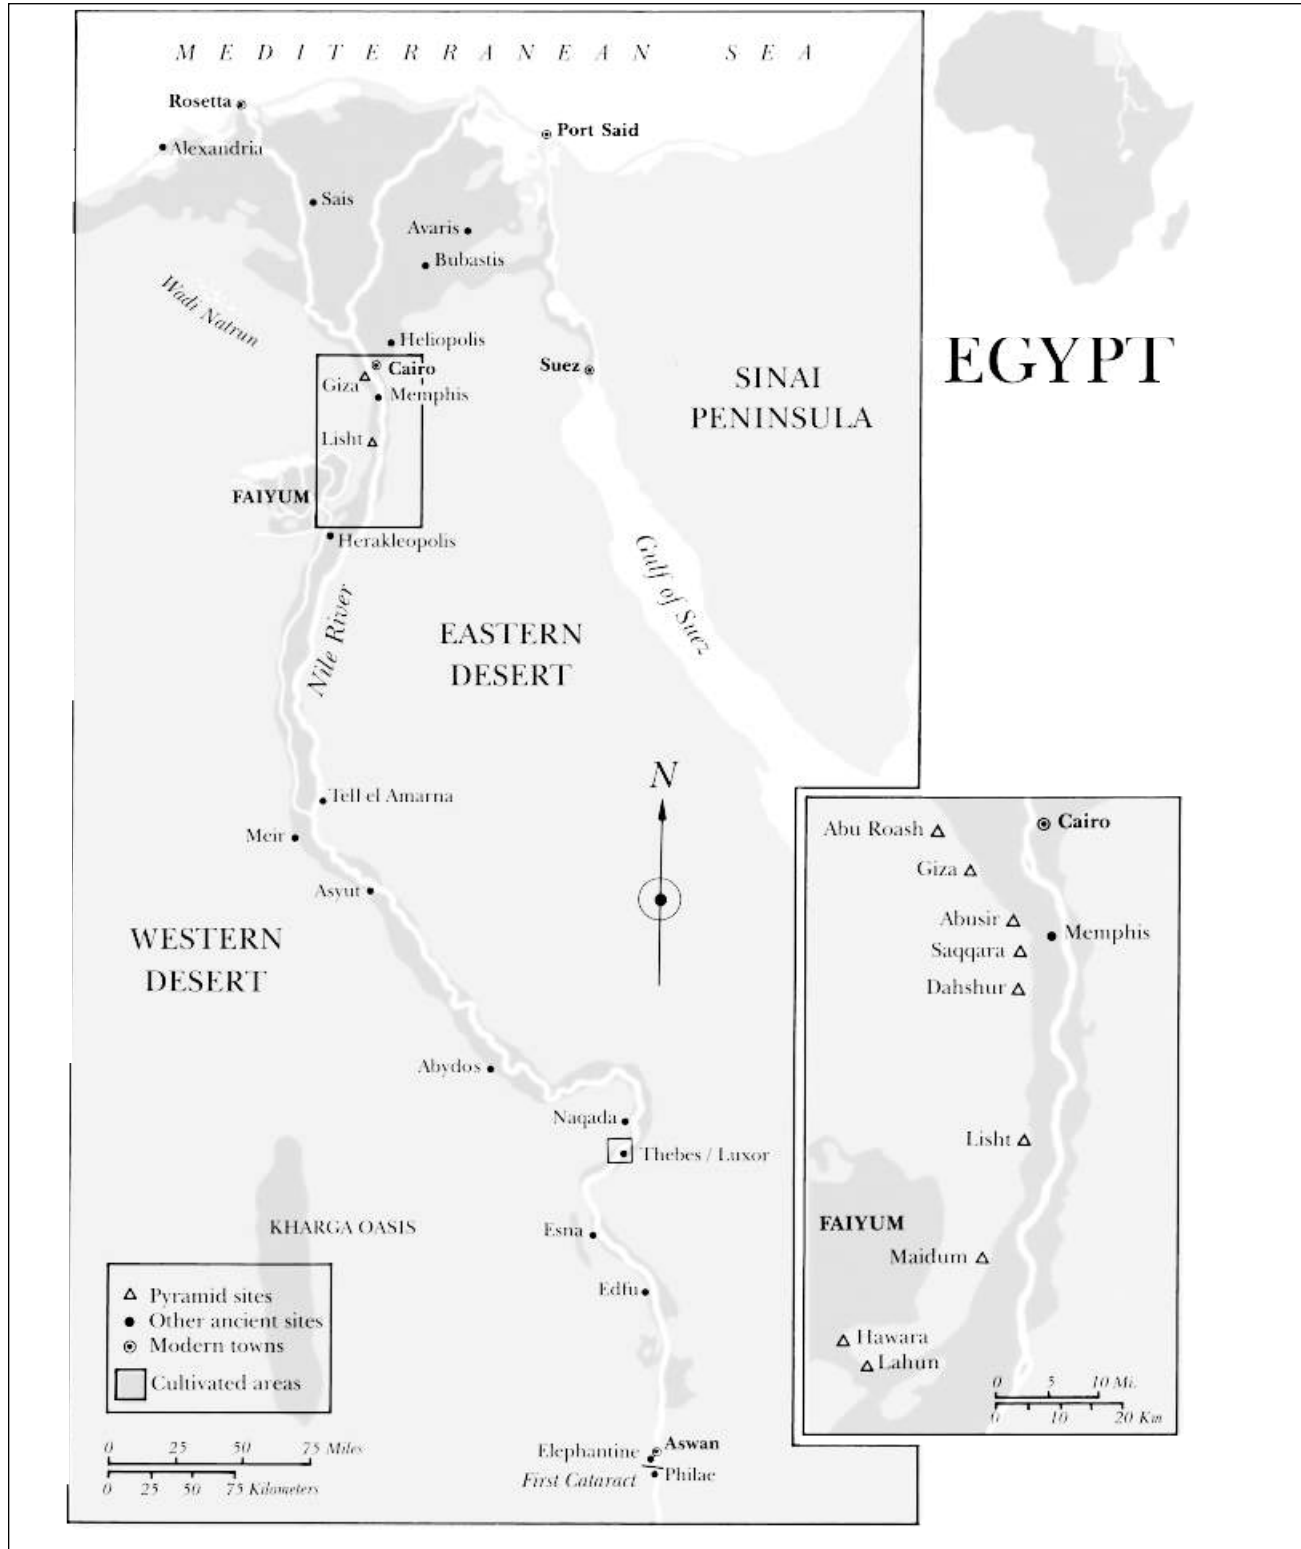 MEDITERRANEAN SEA
Rosetta
Port Said
Alexandria
Sais
Avaris
Bubastis
Wadi Natrun
Heliopolis
Cairo
Giza
Memphis
Suez
SINAI
PENINSULA
EGYPT
Lisht
FAIYUM
Herakleopolis
Nile River
Gulf of Suez
EASTERN
DESERT
N
Tell el Amarna
Meir
Asyut
WESTERN
DESERT
Abydos
Naqada
Thebes / Luxor
KHARGA OASIS
Esna
Edfu
Pyramid sites
Other ancient sites
Modern towns
Cultivated areas
0 25 50 75 Miles
0 25 50 75 Kilometers
Elephantine
Aswan
First Cataract
Philae
Abu Roash
Cairo
Giza
Abusir
Memphis
Saqqara
Dahshur
Lisht
FAIYUM
Maidum
Hawara
Lahun
0 5 10 Mi.
0 10 20 Km